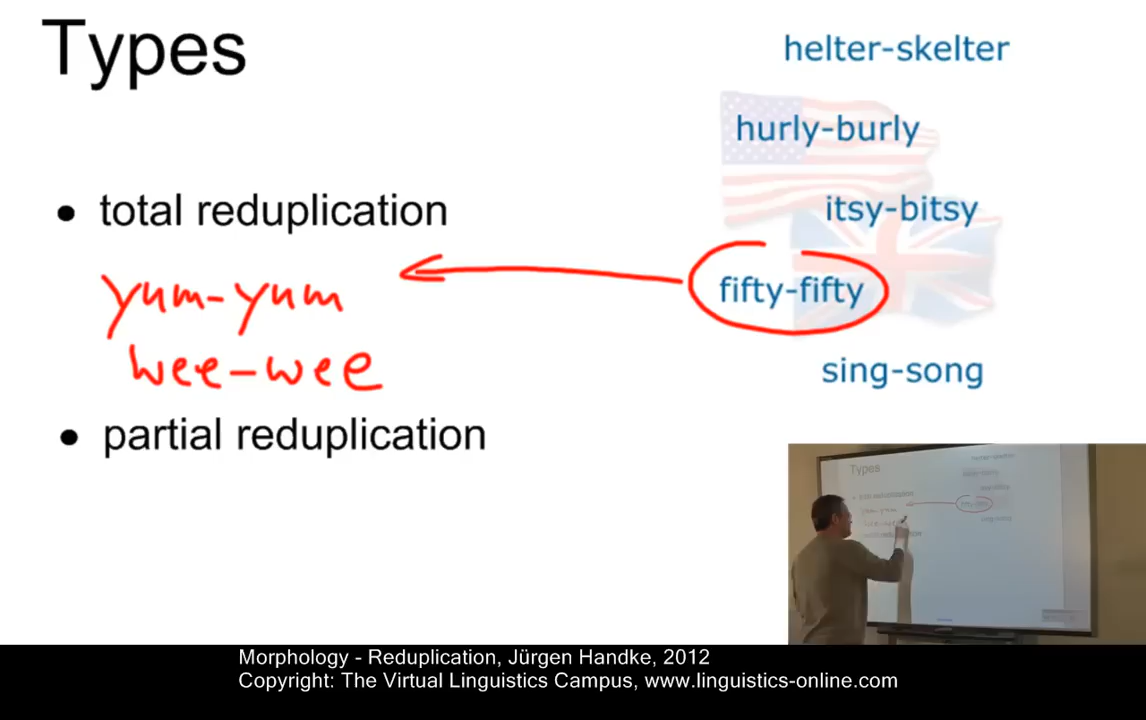 Types
helter-skelter
hurly-burly
• total reduplication
itsy-bitsy
yum-yum
fifty-fifty
wee-wee
sing-song
• partial reduplication
Types
Morphology - Reduplication, Jürgen Handke, 2012
Copyright: The Virtual Linguistics Campus, www.linguistics-online.com